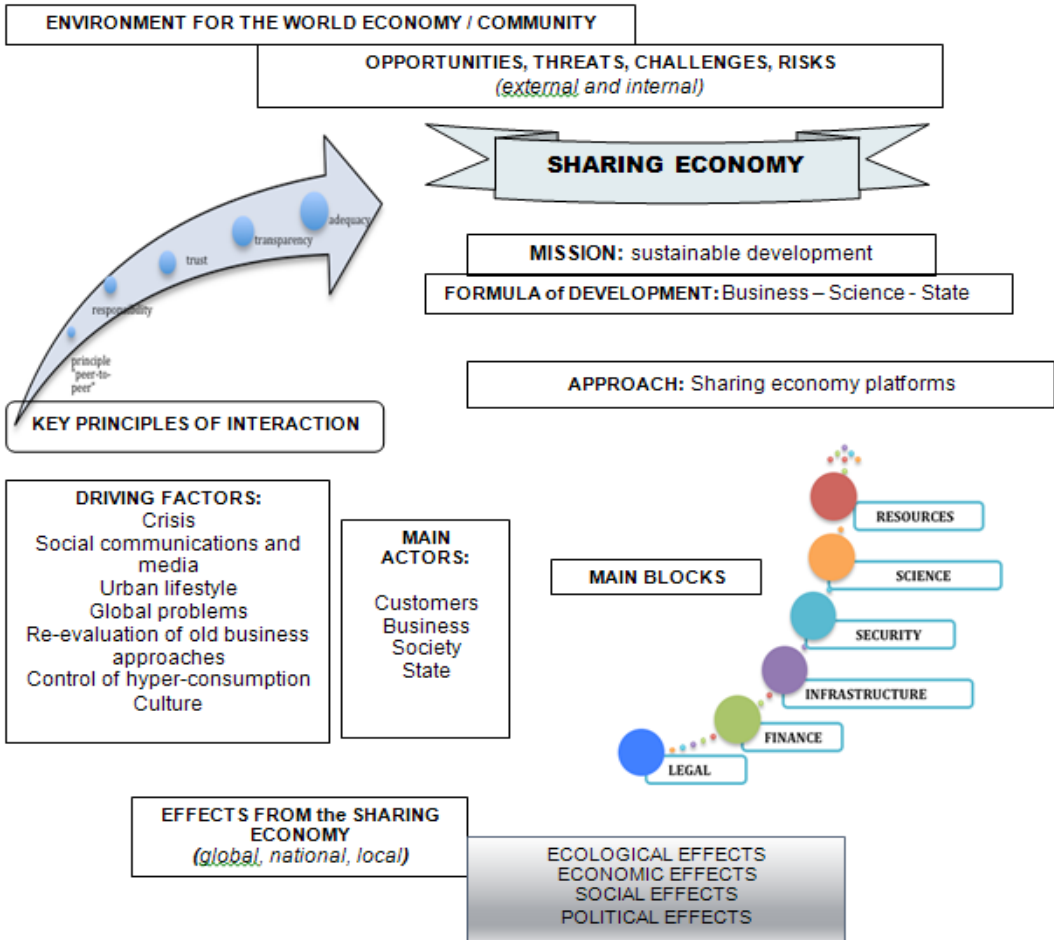 ENVIRONMENT FOR THE WORLD ECONOMY / COMMUNITY
OPPORTUNITIES, THREATS, CHALLENGES, RISKS
(external and internal)
SHARING ECONOMY
adequacy
transparency
trust
responsibility
principle
"peer-to-
peer"
KEY PRINCIPLES OF INTERACTION
MISSION: sustainable development
FORMULA of DEVELOPMENT: Business – Science - State
APPROACH: Sharing economy platforms
DRIVING FACTORS:
Crisis
Social communications and
media
Urban lifestyle
Global problems
Re-evaluation of old business
approaches
Control of hyper-consumption
Culture
MAIN
ACTORS:
Customers
Business
Society
State
MAIN BLOCKS
RESOURCES
SCIENCE
SECURITY
INFRASTRUCTURE
FINANCE
LEGAL
EFFECTS FROM the SHARING
ECONOMY
(global, national, local)
ECOLOGICAL EFFECTS
ECONOMIC EFFECTS
SOCIAL EFFECTS
POLITICAL EFFECTS